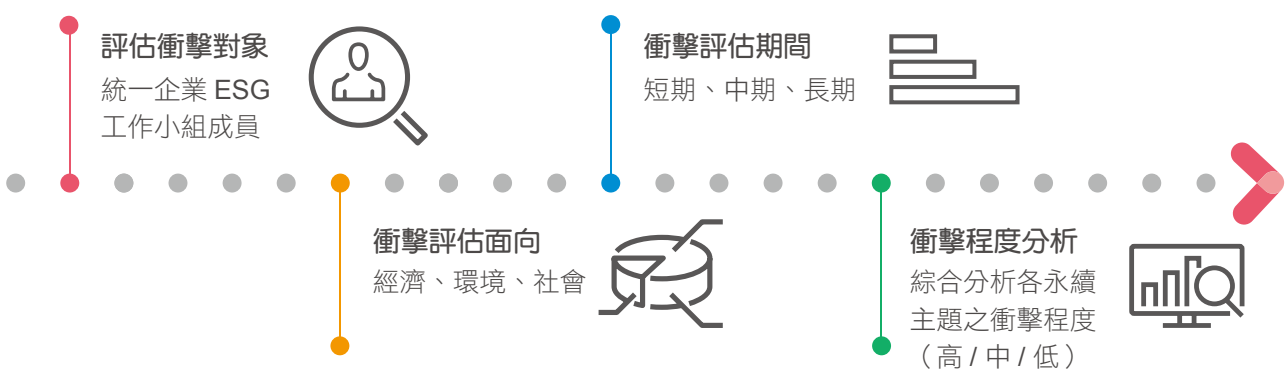 評估衝擊對象
統一企業 ESG
工作小組成員
衝擊評估面向
經濟、環境、社會
衝擊評估期間
短期、中期、長期
衝擊程度分析
綜合分析各永續
主題之衝擊程度
（高 / 中 / 低）